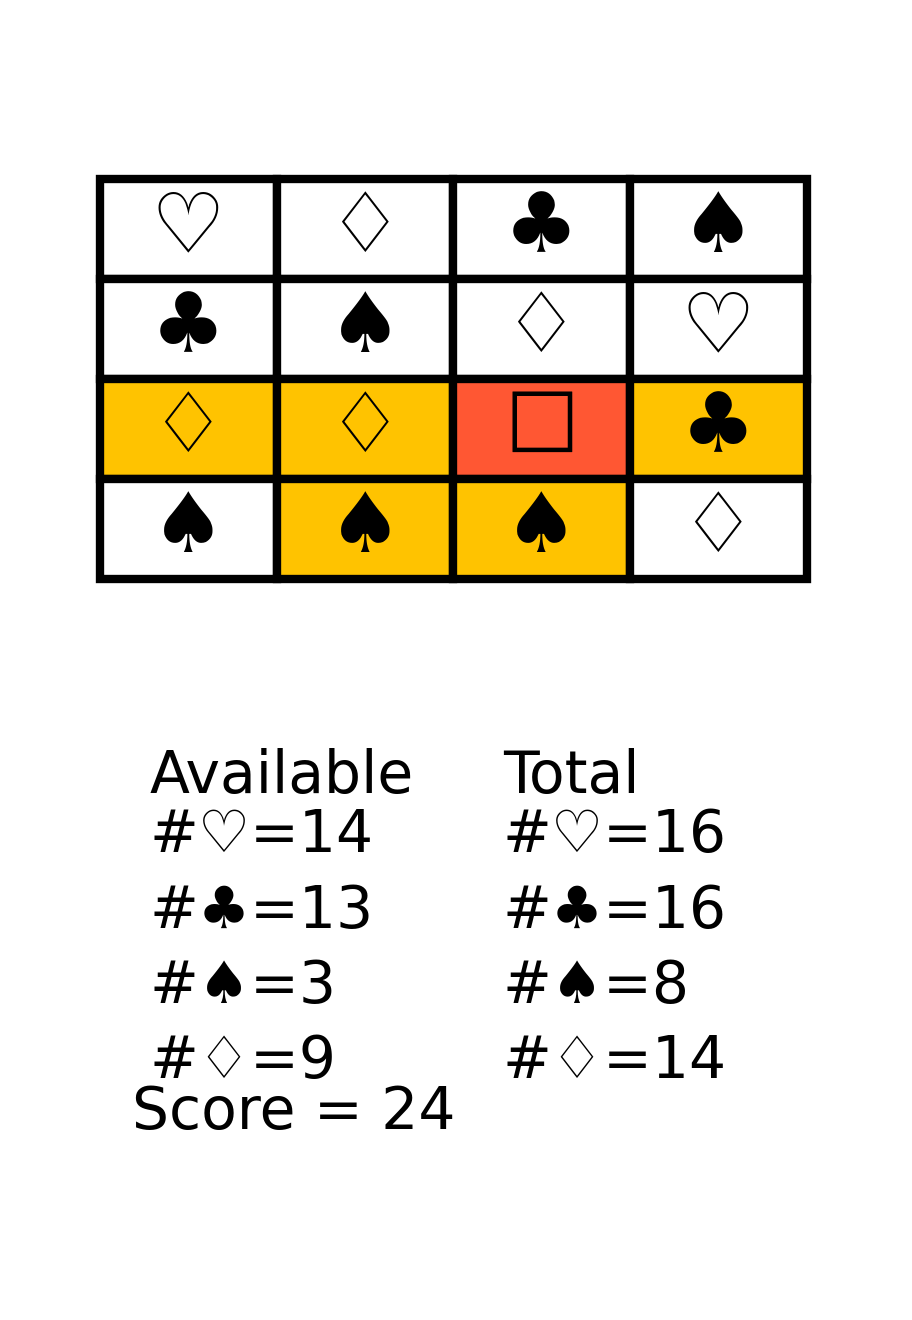 ♡ ♢ ♣ ♠
♣ ♠ ♢ ♡
♢ ♢ □ ♣
♠ ♠ ♠ ♢
Available Total
#♡=14 #♡=16
#♣=13 #♣=16
#♠=3 #♠=8
#♢=9 #♢=14
Score = 24